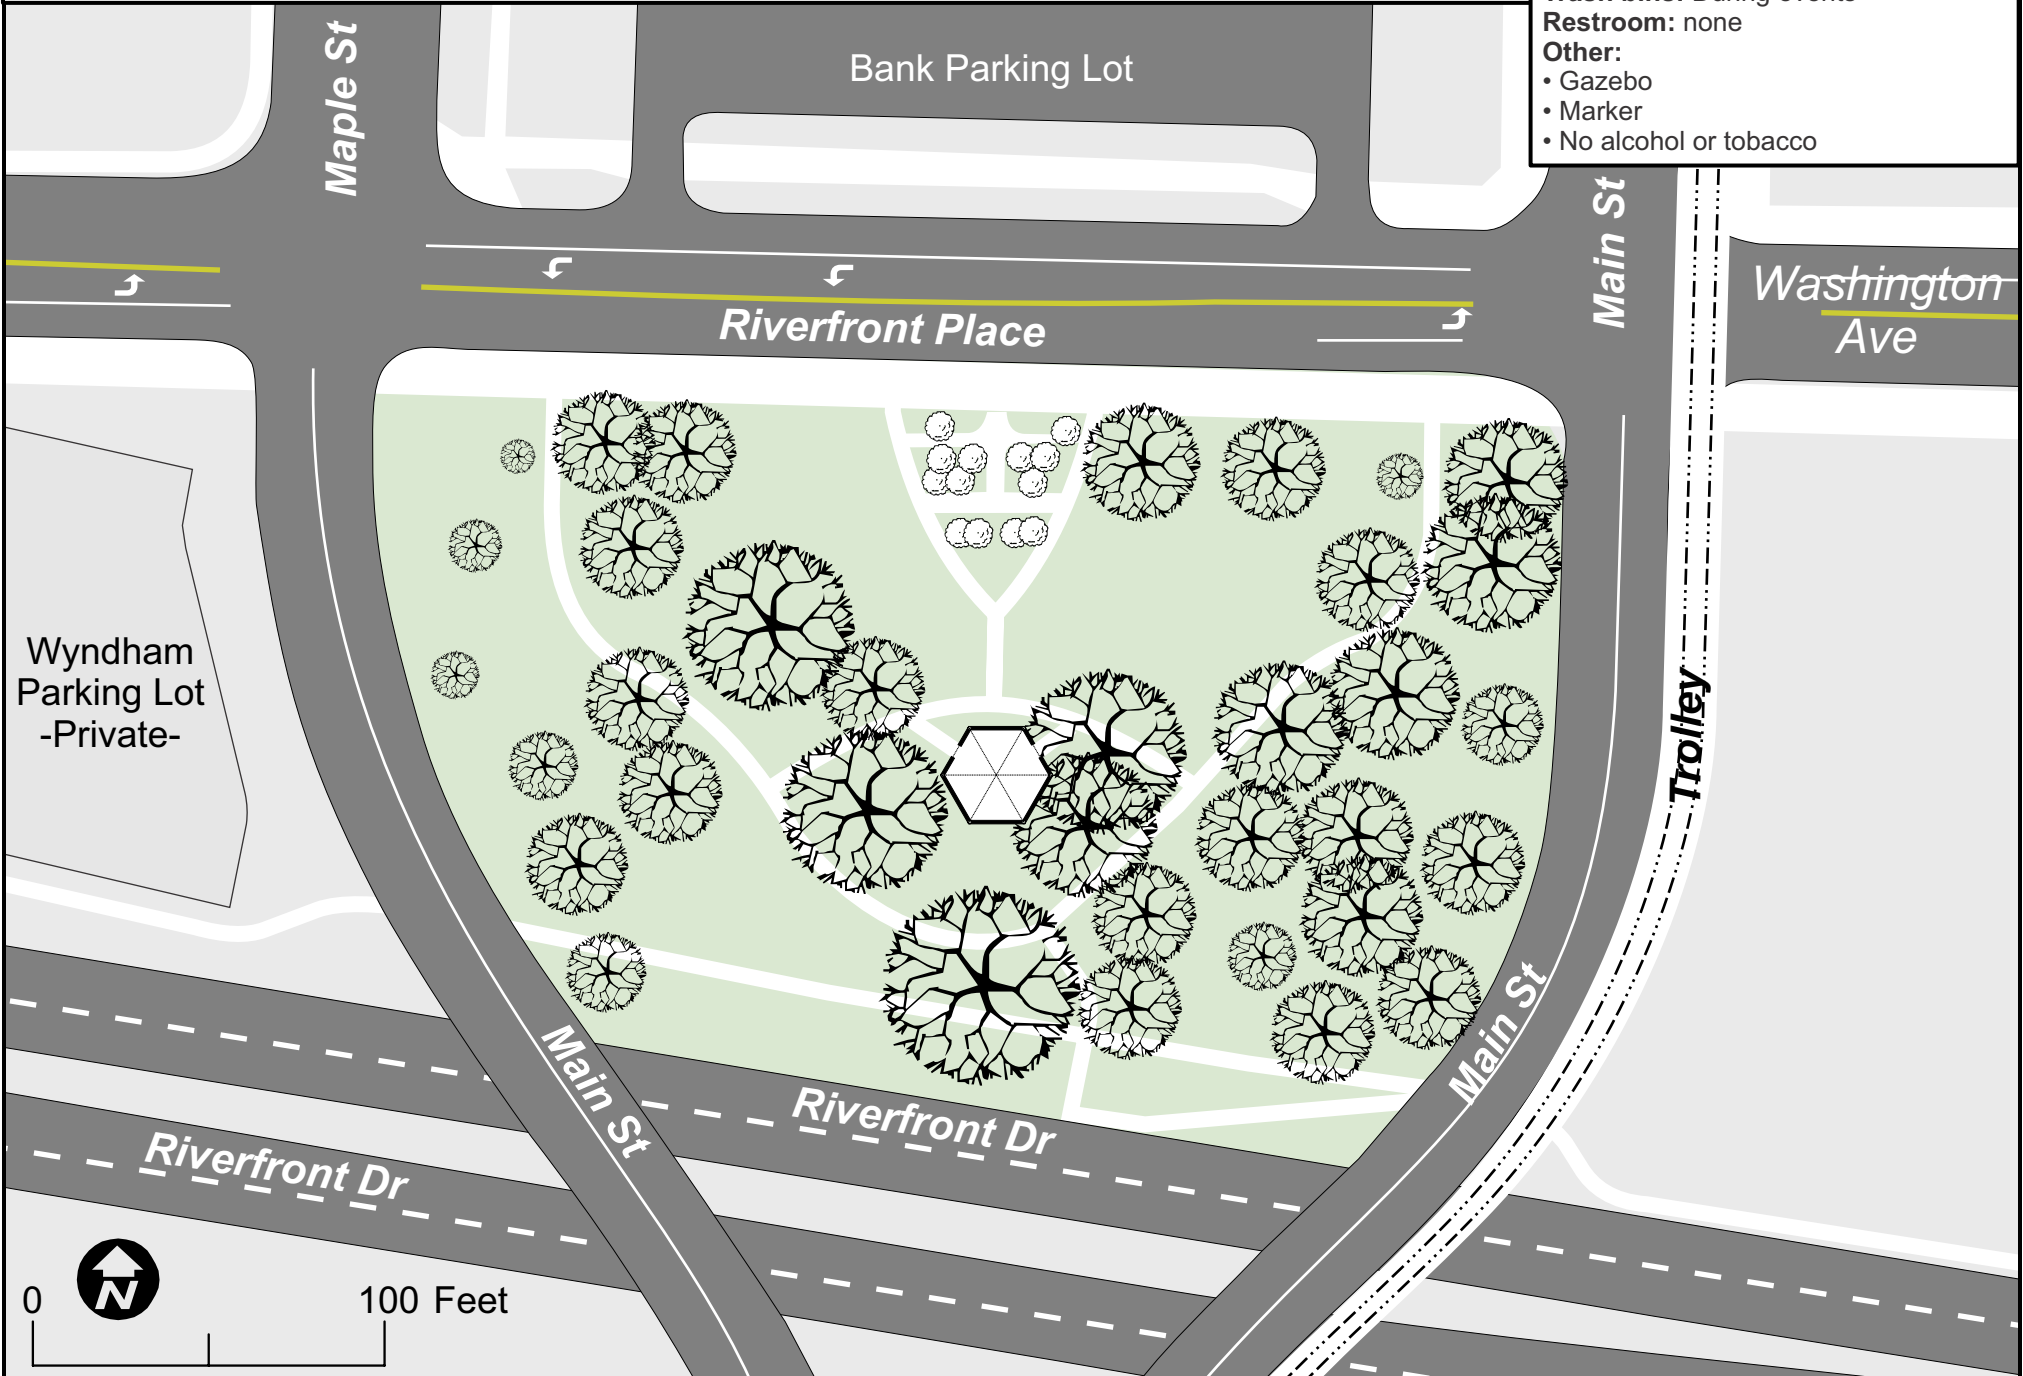 Restroom: none
Other:
• Gazebo
• Marker
• No alcohol or tobacco
Bank Parking Lot
Maple St
Main St
Washington
Ave
Riverfront Place
Wyndham
Parking Lot
-Private-
Trolley
Main St
Main St
Riverfront Dr
Riverfront Dr
N
0
100 Feet